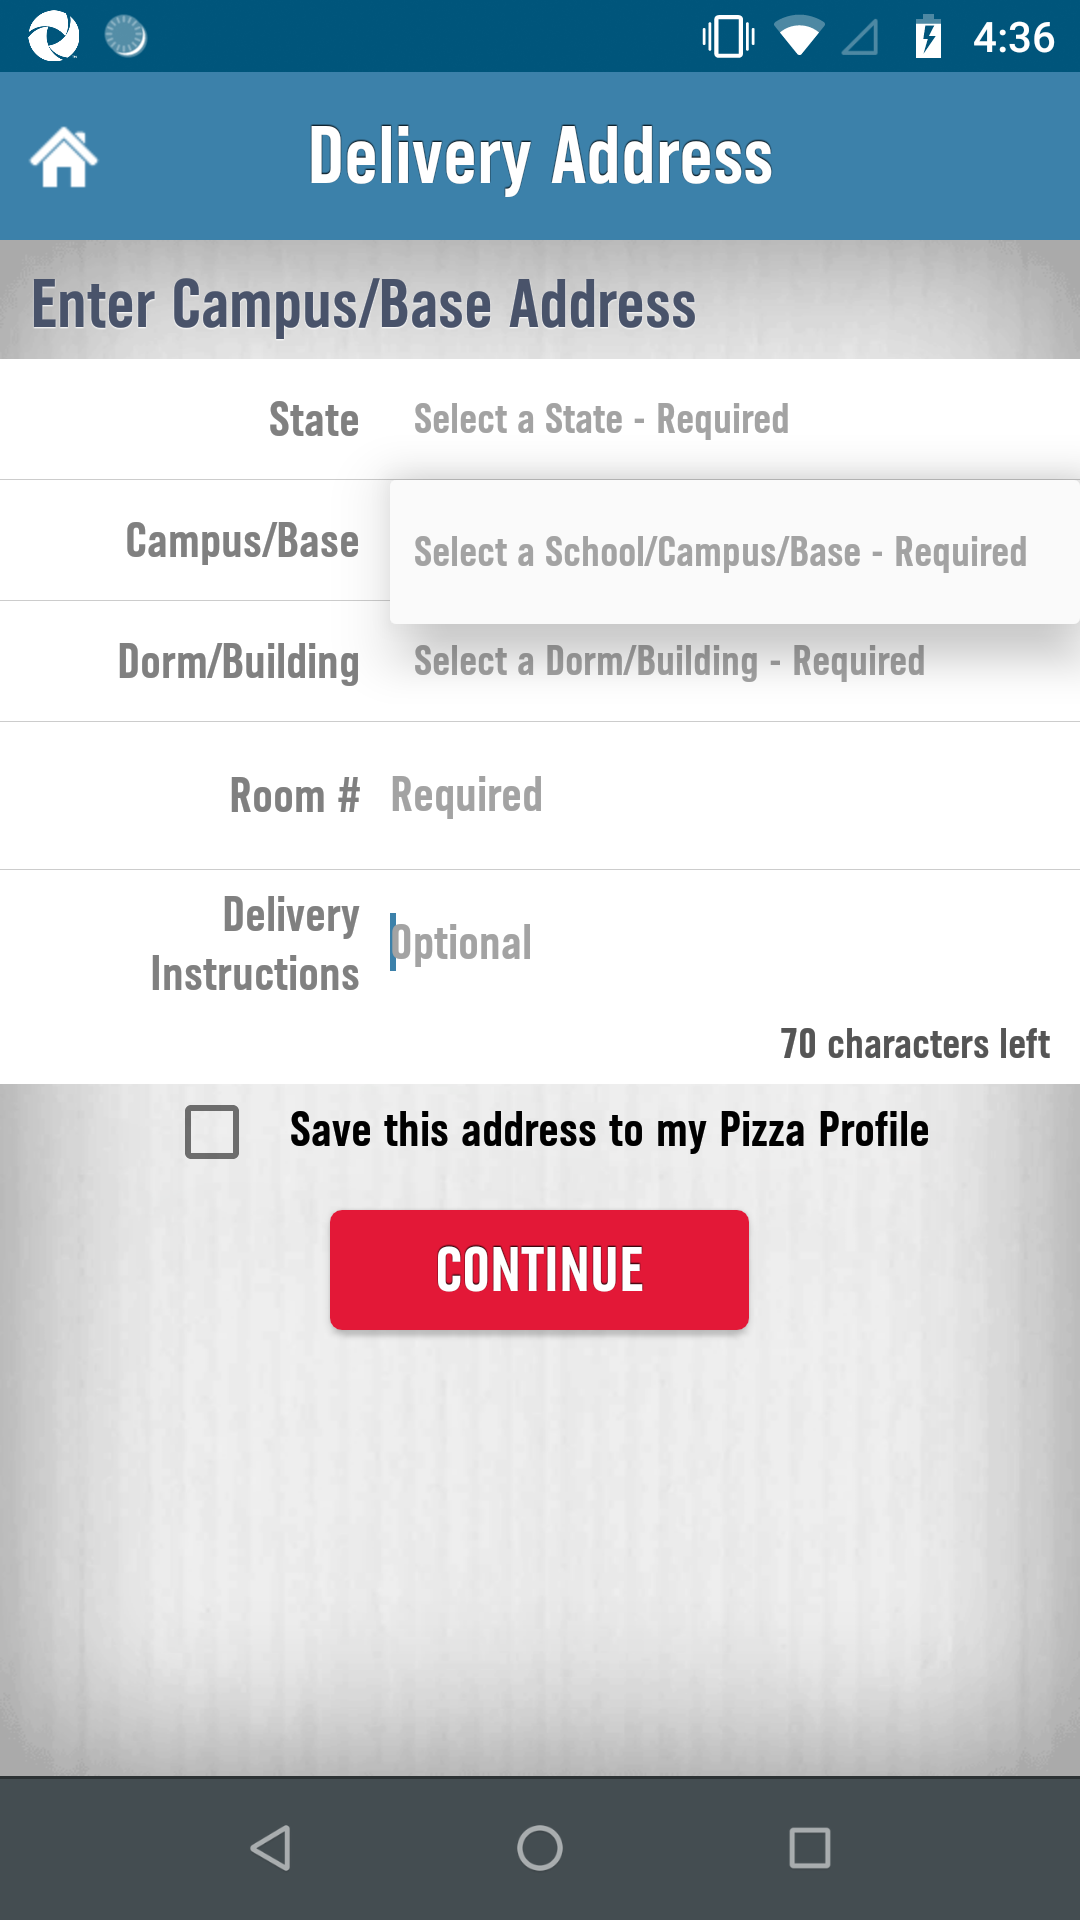 4:36
Delivery Address
Enter Campus/Base Address
State Select a State - Required
Campus/Base Select a School/Campus/Base - Required
Dorm/Building Select a Dorm/Building - Required
Room # Required
Delivery
Instructions
Optional
70 characters left
Save this address to my Pizza Profile
CONTINUE